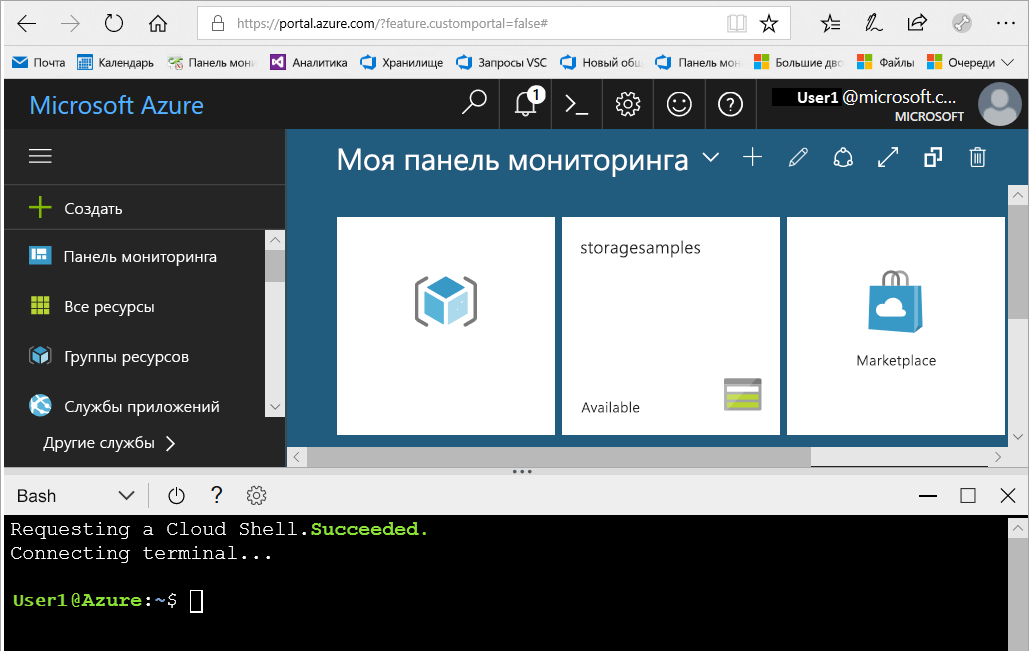 https://portal.azure.com/?feature.customportal=false#
Почта Календарь Панель мони Аналитика Хранилище Запросы VSC Новый общ Панель мон Большие дво Файлы Очереди
Microsoft Azure
1
User1@microsoft.c...
MICROSOFT
Моя панель мониторинга
Создать
Панель мониторинга
Все ресурсы
Группы ресурсов
Службы приложений
Другие службы
storagesamples
Available
Marketplace
Bash
Requesting a Cloud Shell.Succeeded.
Connecting terminal...
User1@Azure:~$